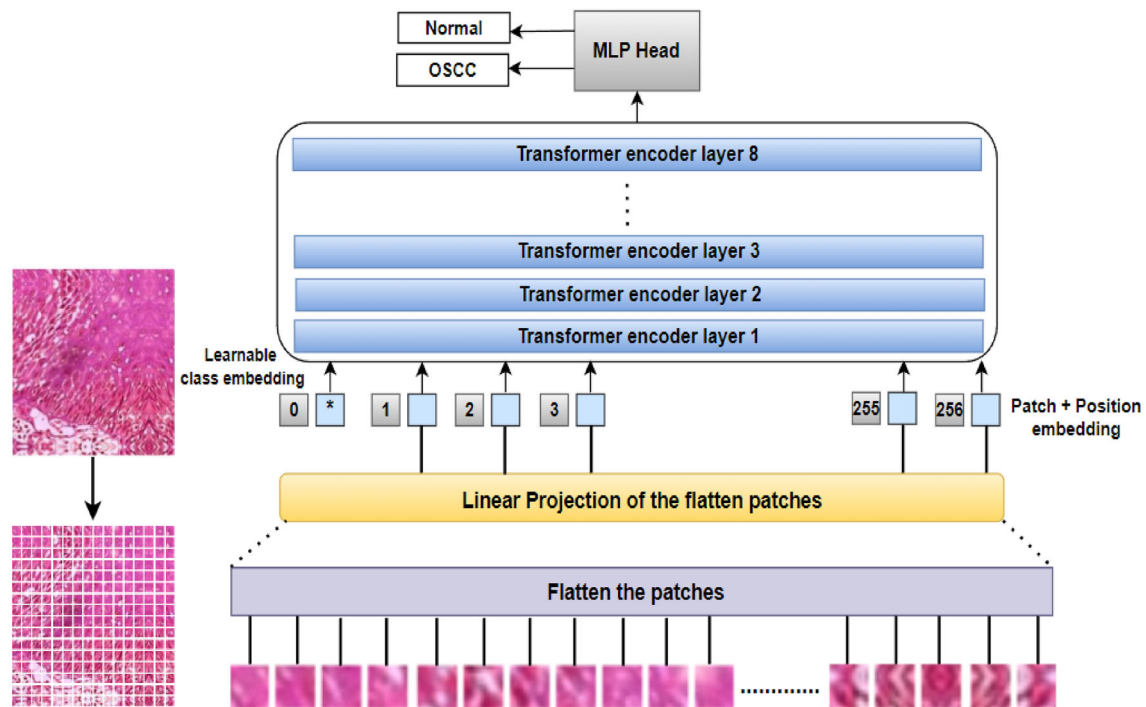 Normal
OSCC
MLP Head
Transformer encoder layer 8
Transformer encoder layer 3
Transformer encoder layer 2
Transformer encoder layer 1
Learnable
class embedding
0 * 1 2 3 255 256
Patch + Position
embedding
Linear Projection of the flatten patches
Flatten the patches